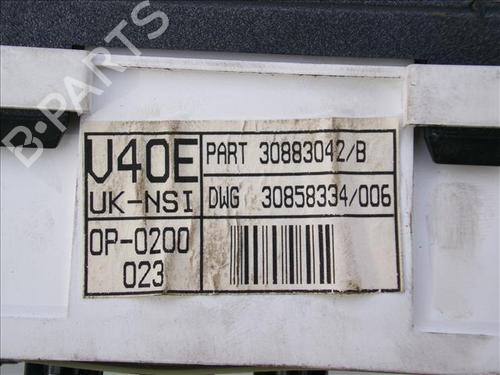 B-PARTS
V40E
UK-NSI
PART 30883042/B
DWG 30858334/006
OP-0200
023